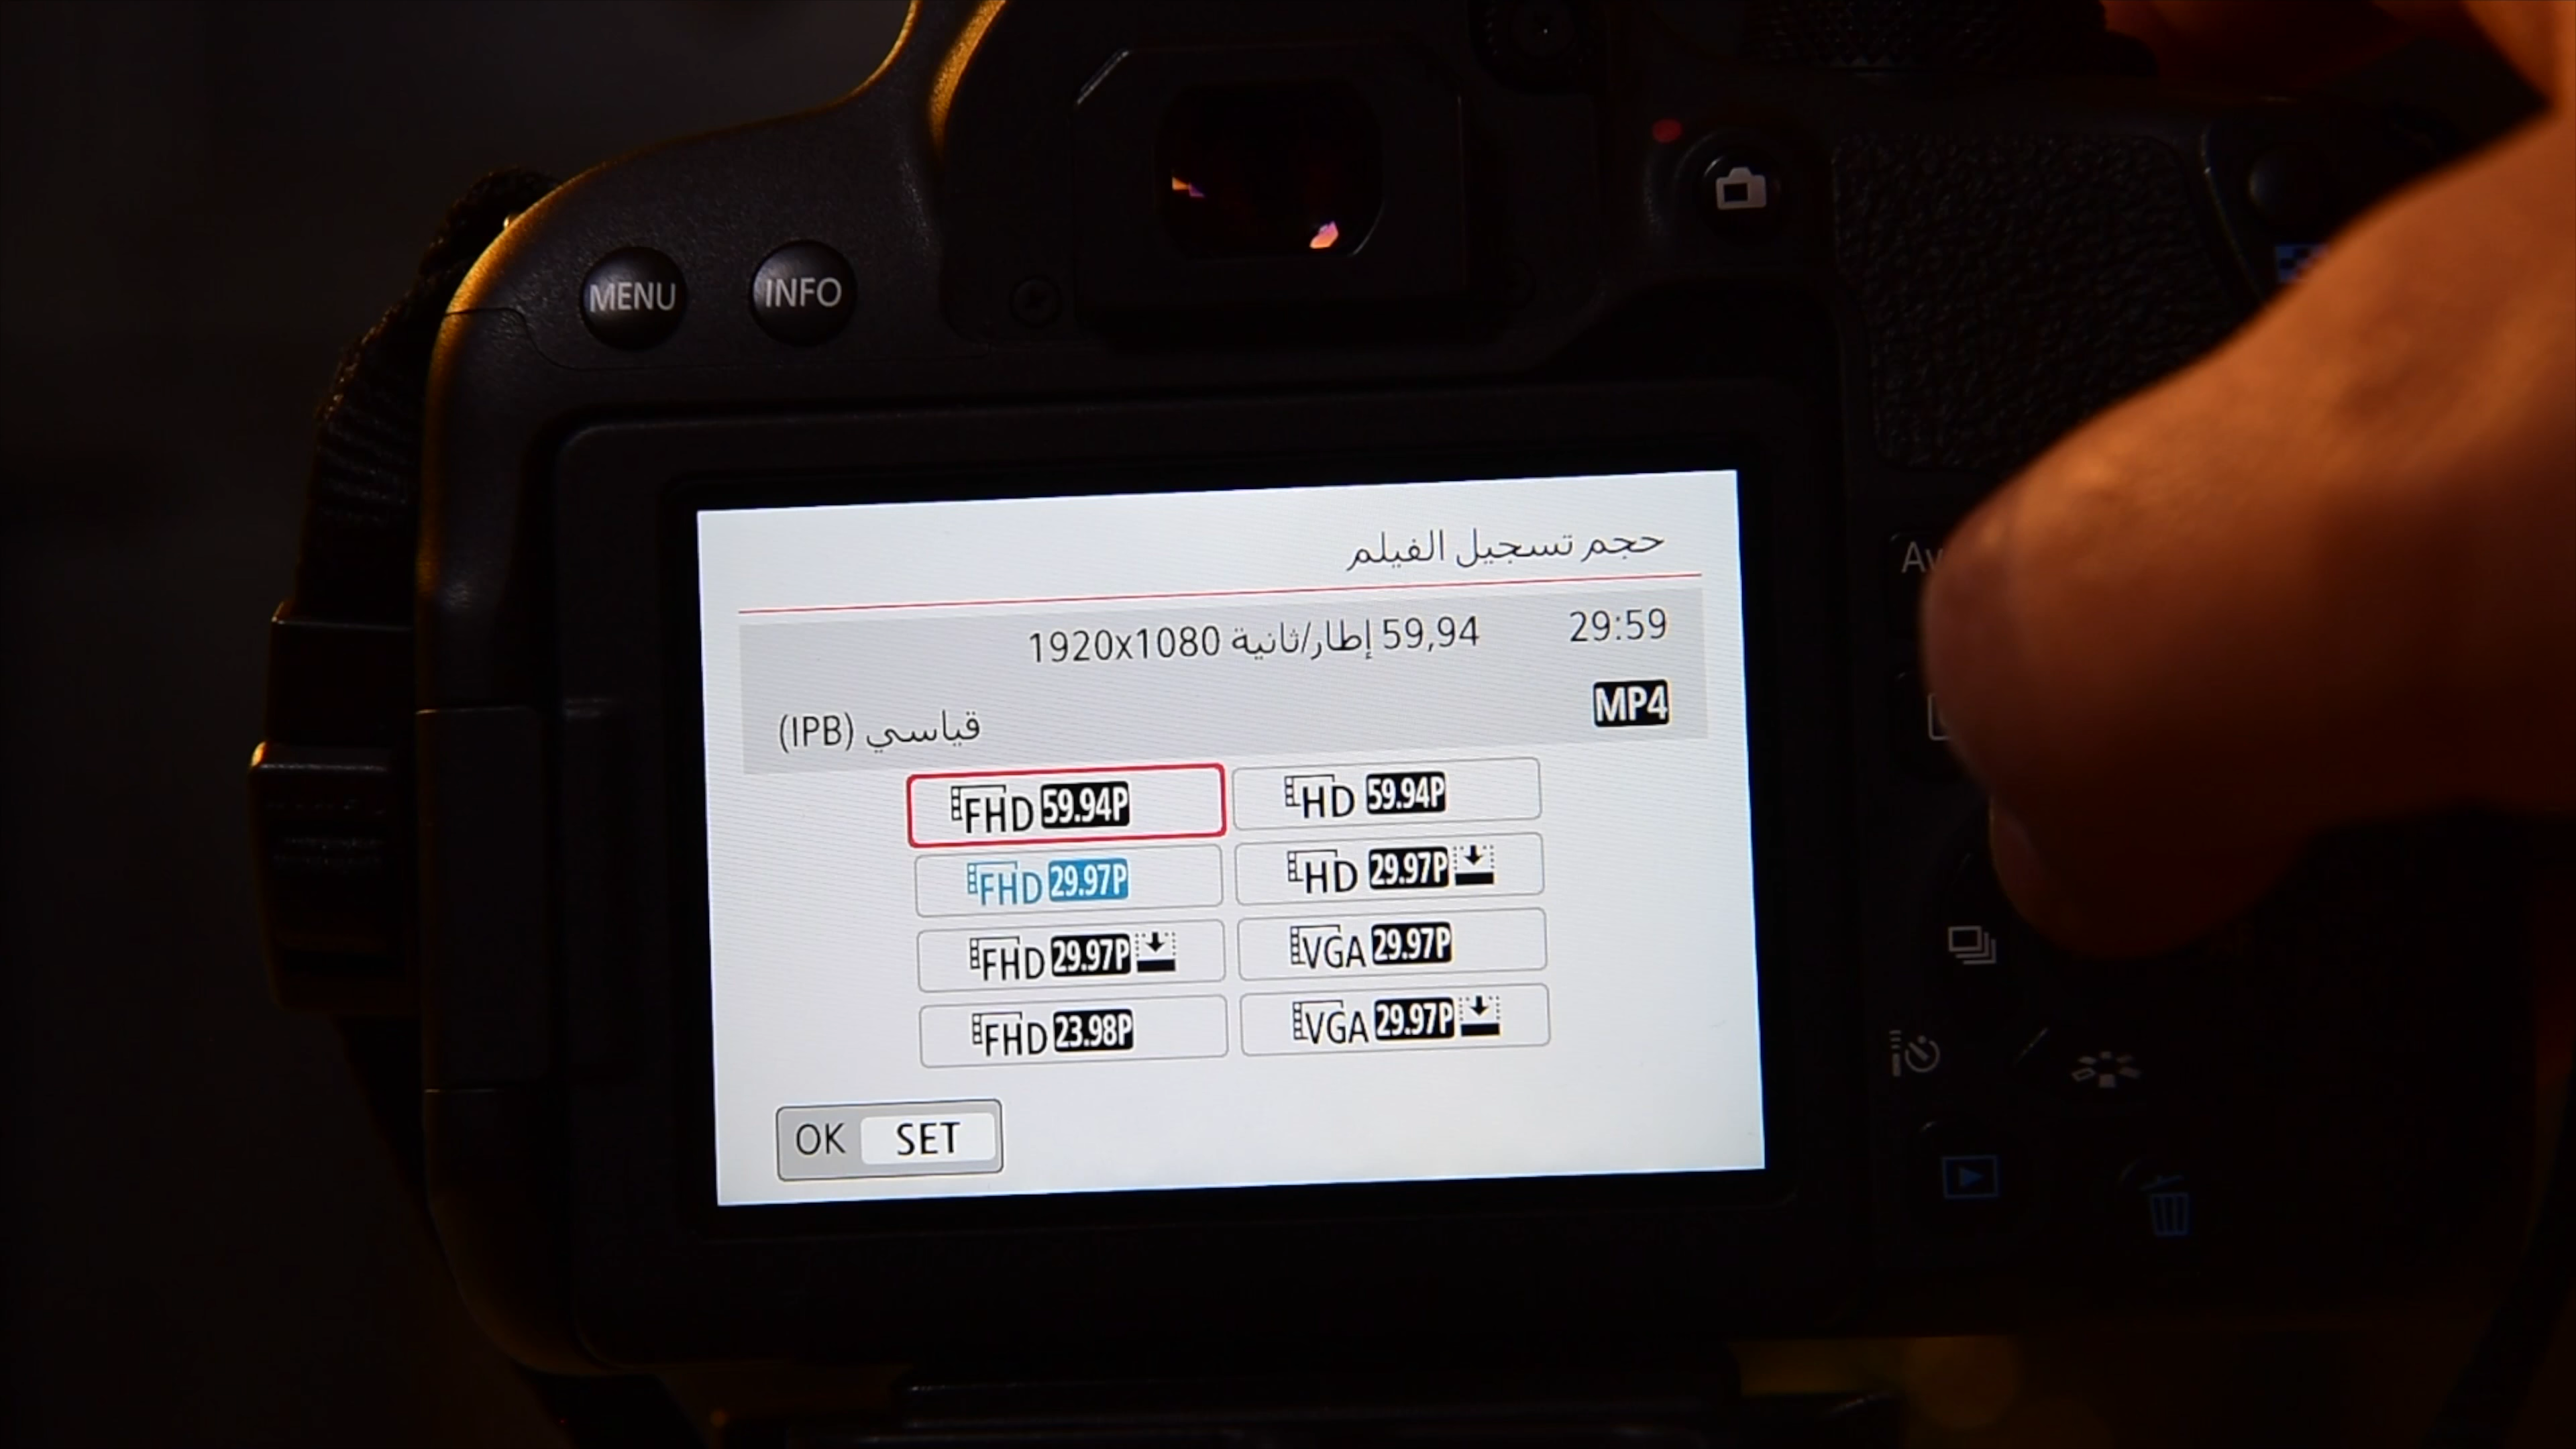 MENU INFO
حجم تسجيل الفيلم
29:59 59,94 إطار/ثانية 1920x1080
MP4
قياسي (IPB)
FHD 59.94P HD 59.94P
FHD 29.97P HD 29.97P
FHD 29.97P VGA 29.97P
FHD 23.98P VGA 29.97P
OK SET
Av